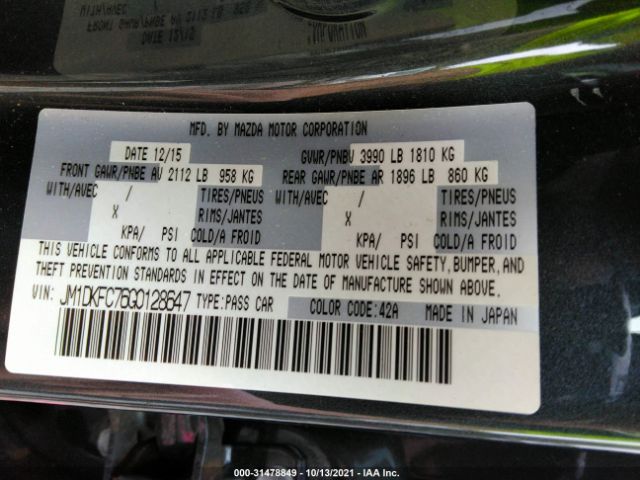 MFD. BY MAZDA MOTOR CORPORATION
DATE 12/15 GVWR/PNBV 3990 LB 1810 KG
FRONT GAWR/PNBE AV 2112 LB 958 KG REAR GAWR/PNBE AR 1896 LB 860 KG
WITH/AVEC / TIRES/PNEUS WITH/AVEC / TIRES/PNEUS
X RIMS/JANTES X RIMS/JANTES
KPA/ PSI COLD/A FROID KPA/ PSI COLD/A FROID
THIS VEHICLE CONFORMS TO ALL APPLICABLE FEDERAL MOTOR VEHICLE SAFETY, BUMPER, AND
THEFT PREVENTION STANDARDS IN EFFECT ON THE DATE OF MANUFACTURE SHOWN ABOVE.
VIN: JM1DKFC76G0128647 TYPE: PASS CAR COLOR CODE: 42A MADE IN JAPAN
000-31478849 | 10/13/2021 | IAA Inc.